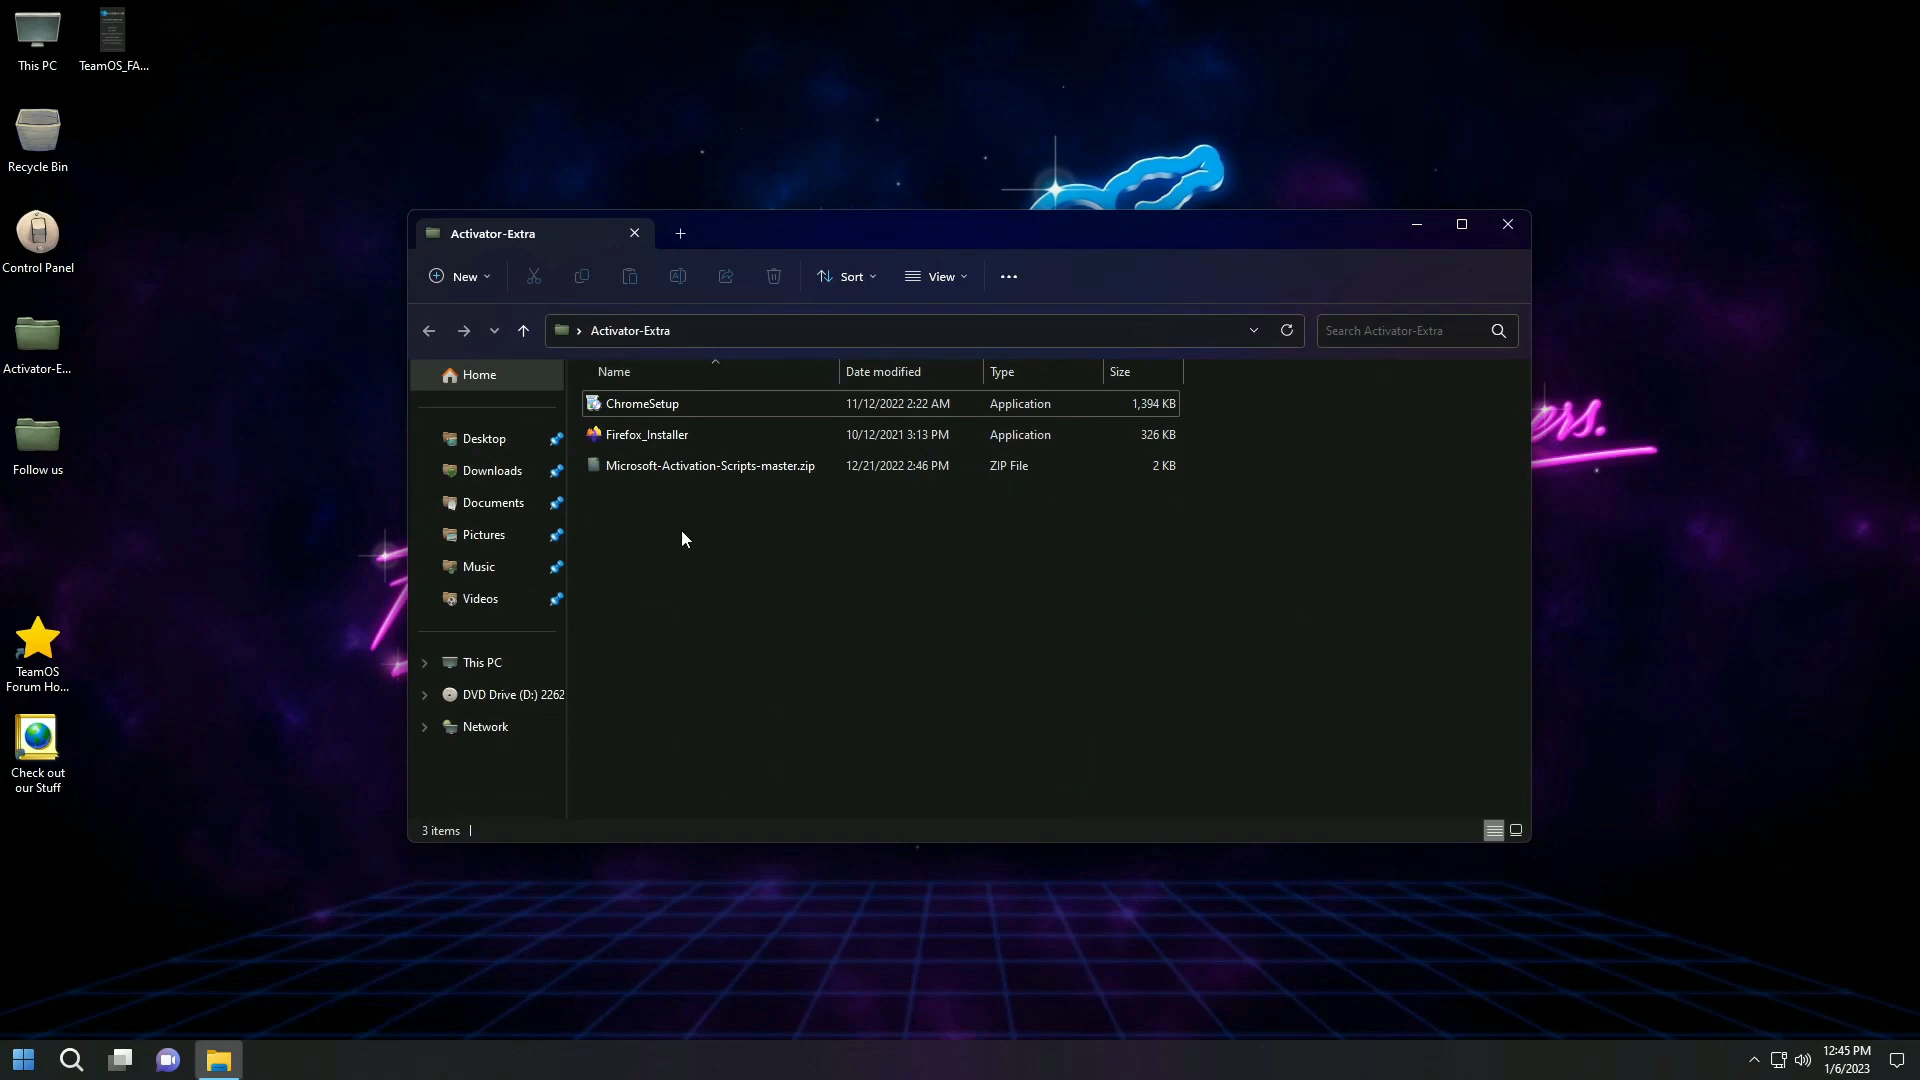 This PC
TeamOS_FA...
Recycle Bin
Control Panel
Activator-E...
Follow us
TeamOS
Forum Ho...
Check out
our Stuff
Activator-Extra
New
Sort
View
Activator-Extra
Search Activator-Extra
Home
Desktop
Downloads
Documents
Pictures
Music
Videos
This PC
DVD Drive (D:) 2262
Network
Name Date modified Type Size
ChromeSetup 11/12/2022 2:22 AM Application 1,394 KB
Firefox_Installer 10/12/2021 3:13 PM Application 326 KB
Microsoft-Activation-Scripts-master.zip 12/21/2022 2:46 PM ZIP File 2 KB
3 items
ers.
12:45 PM
1/6/2023